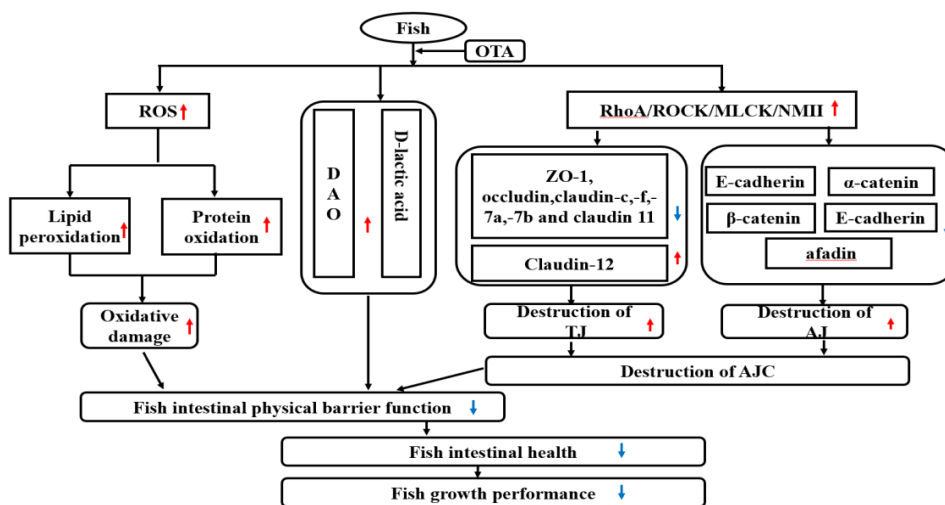 Fish
OTA
ROS
RhoA/ROCK/MLCK/NMII
D
A
O
D-lactic acid
ZO-1,
occludin,claudin-c,-f,-
7a,-7b and claudin 11
Claudin-12
E-cadherin
α-catenin
β-catenin
E-cadherin
afadin
Lipid
peroxidation
Protein
oxidation
Oxidative
damage
Destruction of
TJ
Destruction of
AJ
Destruction of AJC
Fish intestinal physical barrier function
Fish intestinal health
Fish growth performance